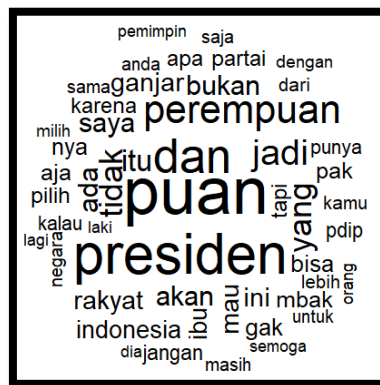 pemimpin
saja
anda apa partai dengan
sama ganjar bukan dari
karena perempuan
milih saya
nya itu dan jadi punya
aja ada tidak pak
pilih puan tapi yang kamu
kalau laki
lagi pdip
negara presiden bisa
lebih orang
rakyat akan mau ini mbak
indonesia ibu gak untuk
dia jangan semoga
masih